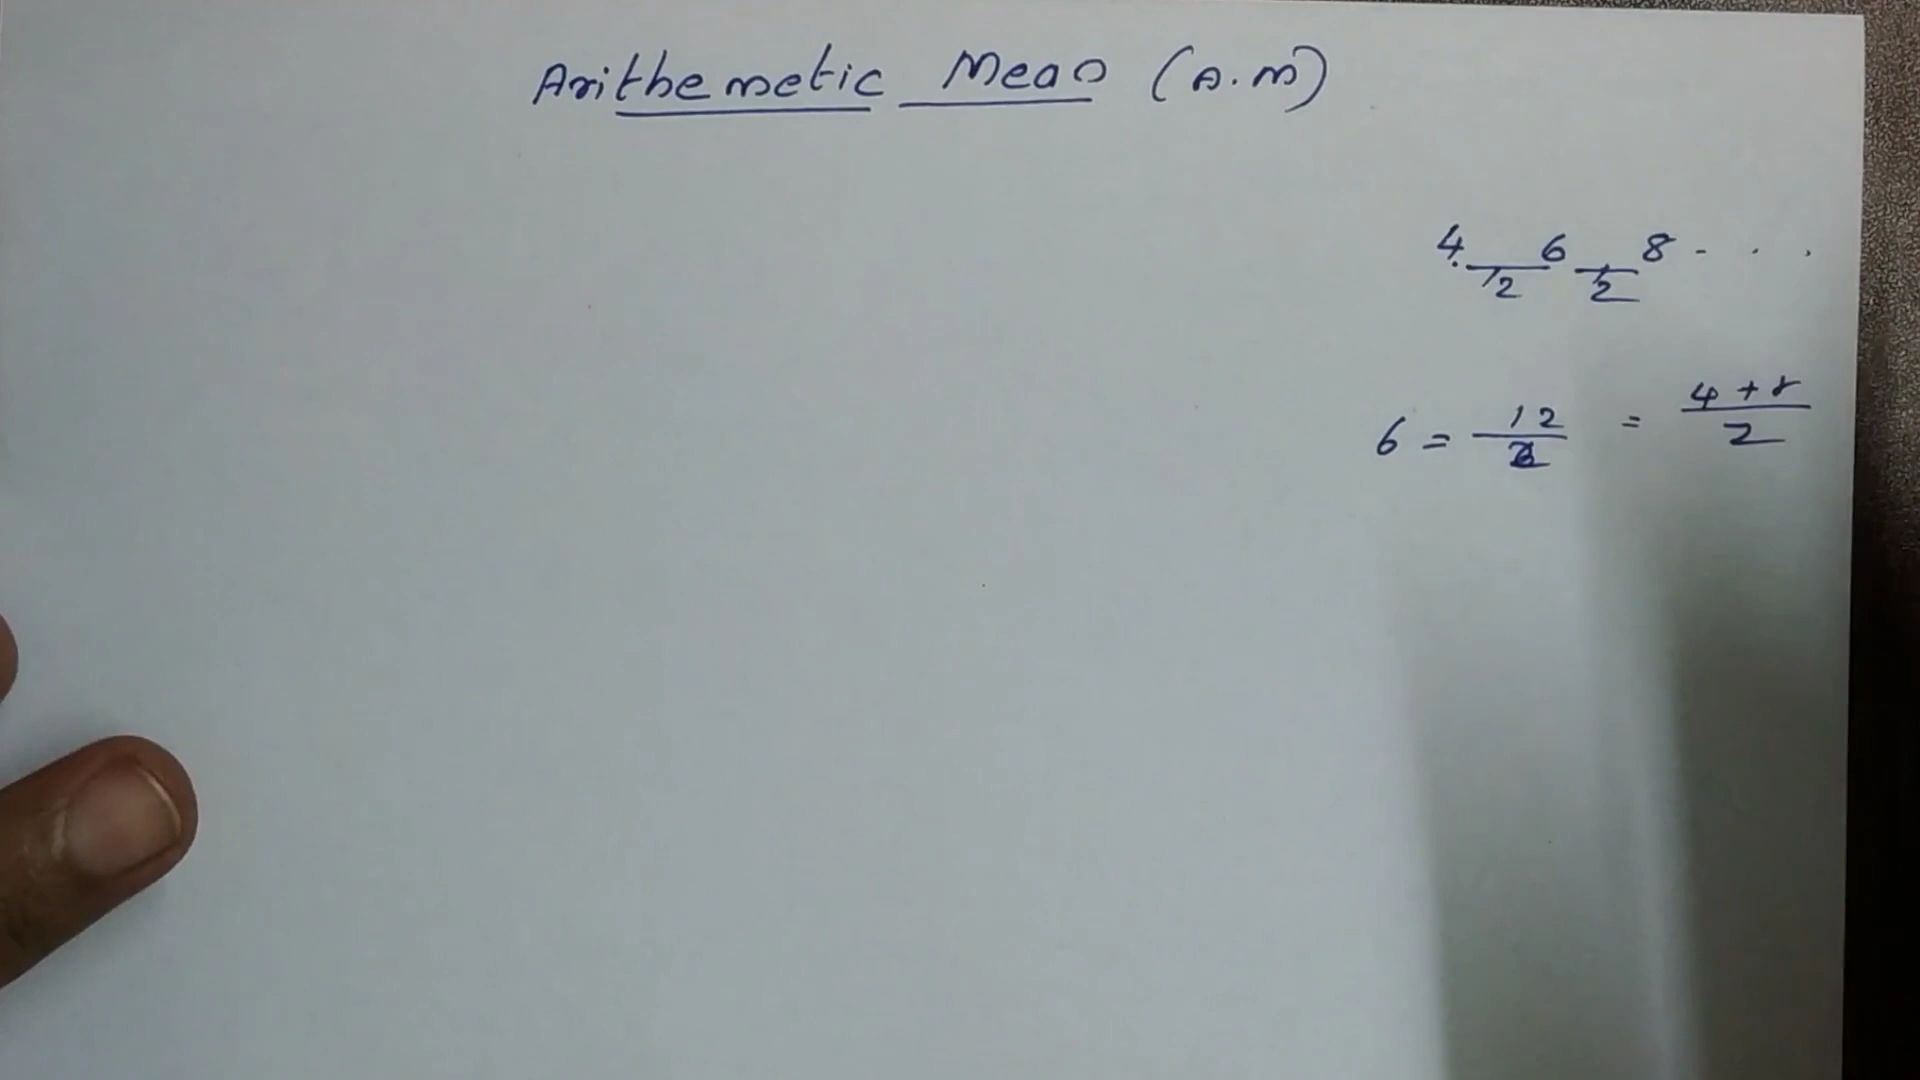 Arithemetic Mean (A.M)
4 6 8 - . .
2 2
6 = 12/2 = 4+8/2